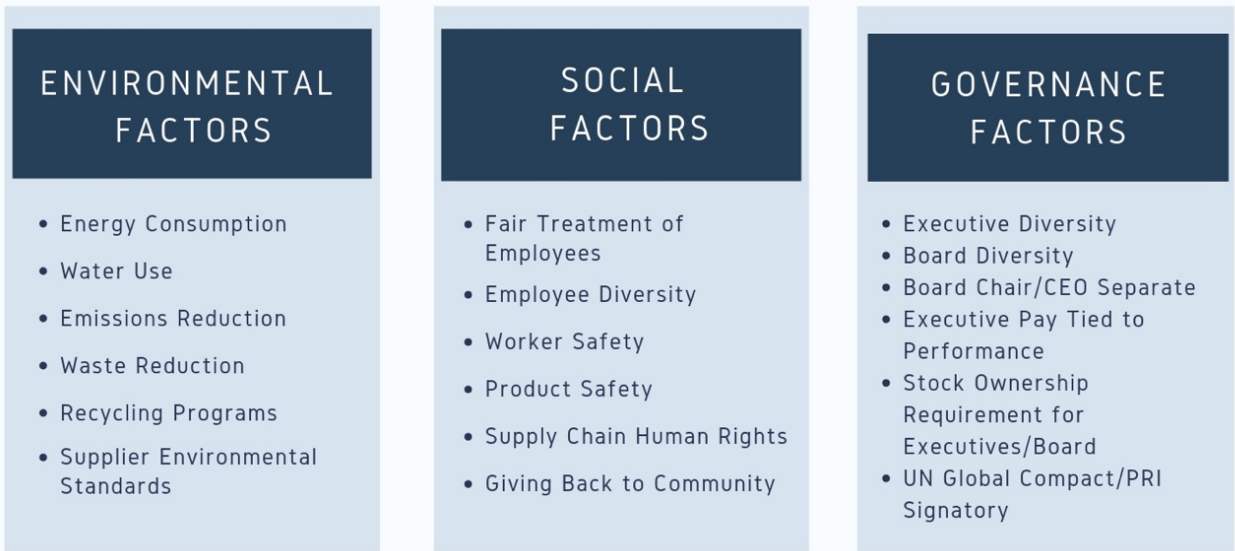 ENVIRONMENTAL
FACTORS
• Energy Consumption
• Water Use
• Emissions Reduction
• Waste Reduction
• Recycling Programs
• Supplier Environmental
Standards
SOCIAL
FACTORS
• Fair Treatment of
Employees
• Employee Diversity
• Worker Safety
• Product Safety
• Supply Chain Human Rights
• Giving Back to Community
GOVERNANCE
FACTORS
• Executive Diversity
• Board Diversity
• Board Chair/CEO Separate
• Executive Pay Tied to
Performance
• Stock Ownership
Requirement for
Executives/Board
• UN Global Compact/PRI
Signatory